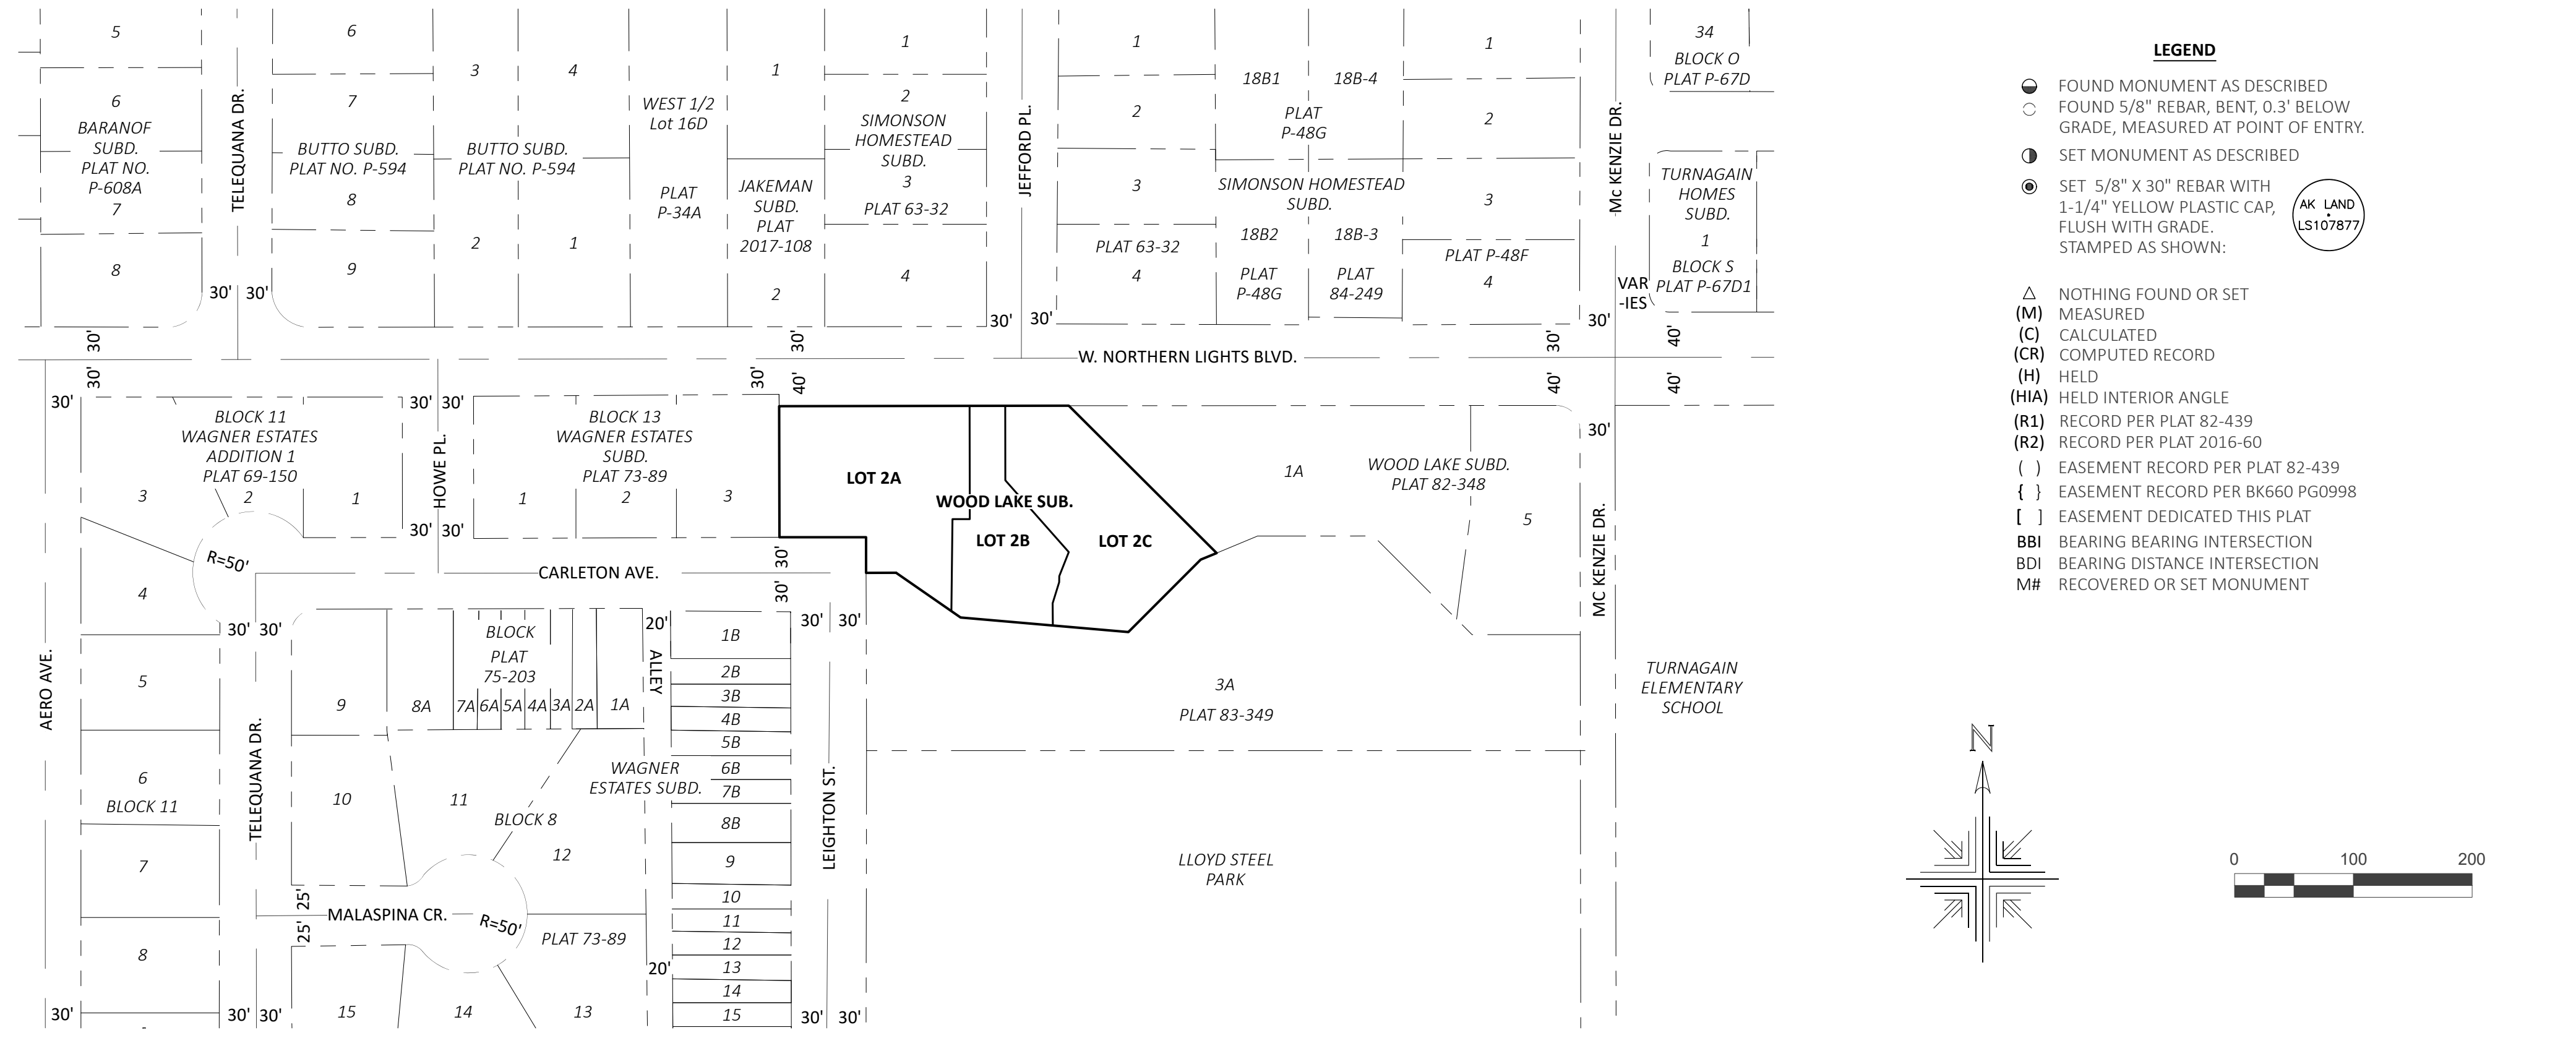 5
6
BARANOF
SUBD.
PLAT NO.
P-608A
7
8
TELEQUANA DR.
30' 30'
6
7
BUTTO SUBD.
PLAT NO. P-594
8
9
3
4
BUTTO SUBD.
PLAT NO. P-594
2
1
WEST 1/2
Lot 16D
PLAT
P-34A
1
JAKEMAN
SUBD.
PLAT
2017-108
2
1
2
SIMONSON
HOMESTEAD
SUBD.
3
PLAT 63-32
4
JEFFORD PL.
30' 30'
1
2
3
PLAT 63-32
4
18B1
18B-4
PLAT
P-48G
SIMONSON HOMESTEAD
SUBD.
18B2
18B-3
PLAT
P-48G
PLAT
84-249
1
2
3
PLAT P-48F
4
Mc KENZIE DR.
30'
VAR
-IES
34
BLOCK O
PLAT P-67D
TURNAGAIN
HOMES
SUBD.
1
BLOCK S
PLAT P-67D1
30'
30'
30'
30'
40'
W. NORTHERN LIGHTS BLVD.
30'
40'
40'
40'
30'
BLOCK 11
WAGNER ESTATES
ADDITION 1
PLAT 69-150
3
2
1
30' 30'
HOWE PL.
30' 30'
BLOCK 13
WAGNER ESTATES
SUBD.
PLAT 73-89
1
2
3
LOT 2A
WOOD LAKE SUB.
LOT 2B
LOT 2C
1A
WOOD LAKE SUBD.
PLAT 82-348
5
30'
MC KENZIE DR.
R=50'
CARLETON AVE.
30'
30'
4
30' 30'
AERO AVE.
5
6
BLOCK 11
7
8
30'
TELEQUANA DR.
30' 30'
BLOCK
PLAT
75-203
9
8A
7A
6A
5A
4A
3A
2A
1A
20'
ALLEY
20'
10
11
WAGNER
ESTATES SUBD.
BLOCK 8
12
25'
25'
MALASPINA CR.
R=50'
PLAT 73-89
15
14
13
1B
2B
3B
4B
5B
6B
7B
8B
9
10
11
12
13
14
15
30' 30'
LEIGHTON ST.
30' 30'
3A
PLAT 83-349
LLOYD STEEL
PARK
TURNAGAIN
ELEMENTARY
SCHOOL
LEGEND
FOUND MONUMENT AS DESCRIBED
FOUND 5/8" REBAR, BENT, 0.3' BELOW
GRADE, MEASURED AT POINT OF ENTRY.
SET MONUMENT AS DESCRIBED
SET 5/8" X 30" REBAR WITH
1-1/4" YELLOW PLASTIC CAP,
FLUSH WITH GRADE.
STAMPED AS SHOWN:
AK LAND
LS107877
NOTHING FOUND OR SET
(M) MEASURED
(C) CALCULATED
(CR) COMPUTED RECORD
(H) HELD
(HIA) HELD INTERIOR ANGLE
(R1) RECORD PER PLAT 82-439
(R2) RECORD PER PLAT 2016-60
( ) EASEMENT RECORD PER PLAT 82-439
{ } EASEMENT RECORD PER BK660 PG0998
[ ] EASEMENT DEDICATED THIS PLAT
BBI BEARING BEARING INTERSECTION
BDI BEARING DISTANCE INTERSECTION
M# RECOVERED OR SET MONUMENT
N
0 100 200